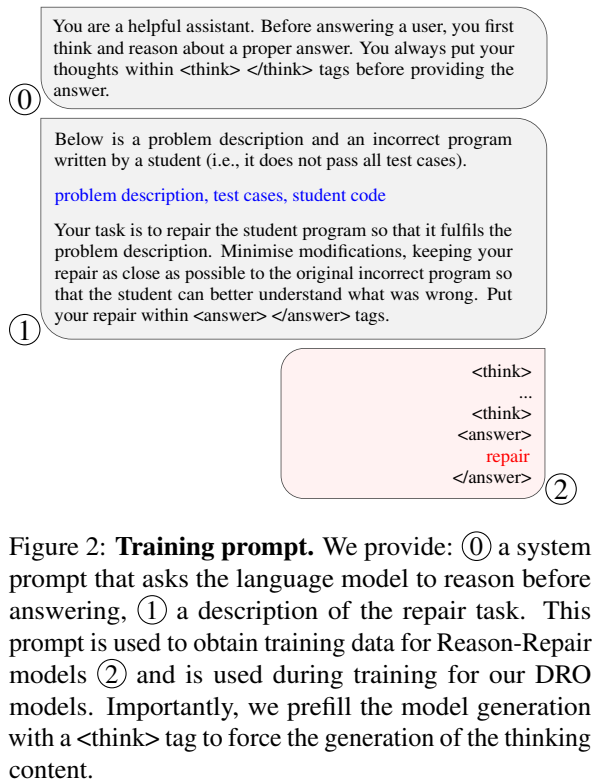 You are a helpful assistant. Before answering a user, you first
think and reason about a proper answer. You always put your
thoughts within <think> </think> tags before providing the
answer.
0
Below is a problem description and an incorrect program
written by a student (i.e., it does not pass all test cases).
problem description, test cases, student code
Your task is to repair the student program so that it fulfils the
problem description. Minimise modifications, keeping your
repair as close as possible to the original incorrect program so
that the student can better understand what was wrong. Put
your repair within <answer> </answer> tags.
1
<think>
...
<think>
<answer>
repair
</answer>
2
Figure 2: Training prompt. We provide: 0 a system
prompt that asks the language model to reason before
answering, 1 a description of the repair task. This
prompt is used to obtain training data for Reason-Repair
models 2 and is used during training for our DRO
models. Importantly, we prefill the model generation
with a <think> tag to force the generation of the thinking
content.